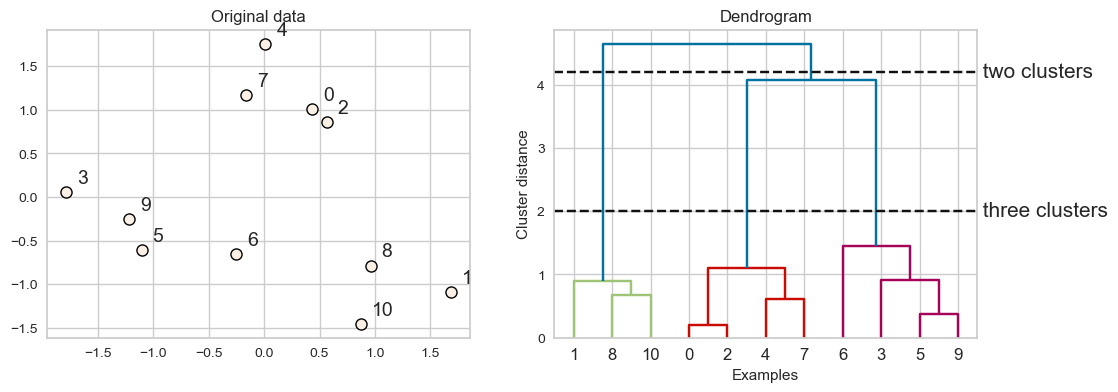 Original data
4
7
0
2
3
9
5
6
8
1
10
1.5
1.0
0.5
0.0
−0.5
−1.0
−1.5
−1.5 −1.0 −0.5 0.0 0.5 1.0 1.5
Dendrogram
two clusters
three clusters
Cluster distance
4
3
2
1
0
1 8 10 0 2 4 7 6 3 5 9
Examples